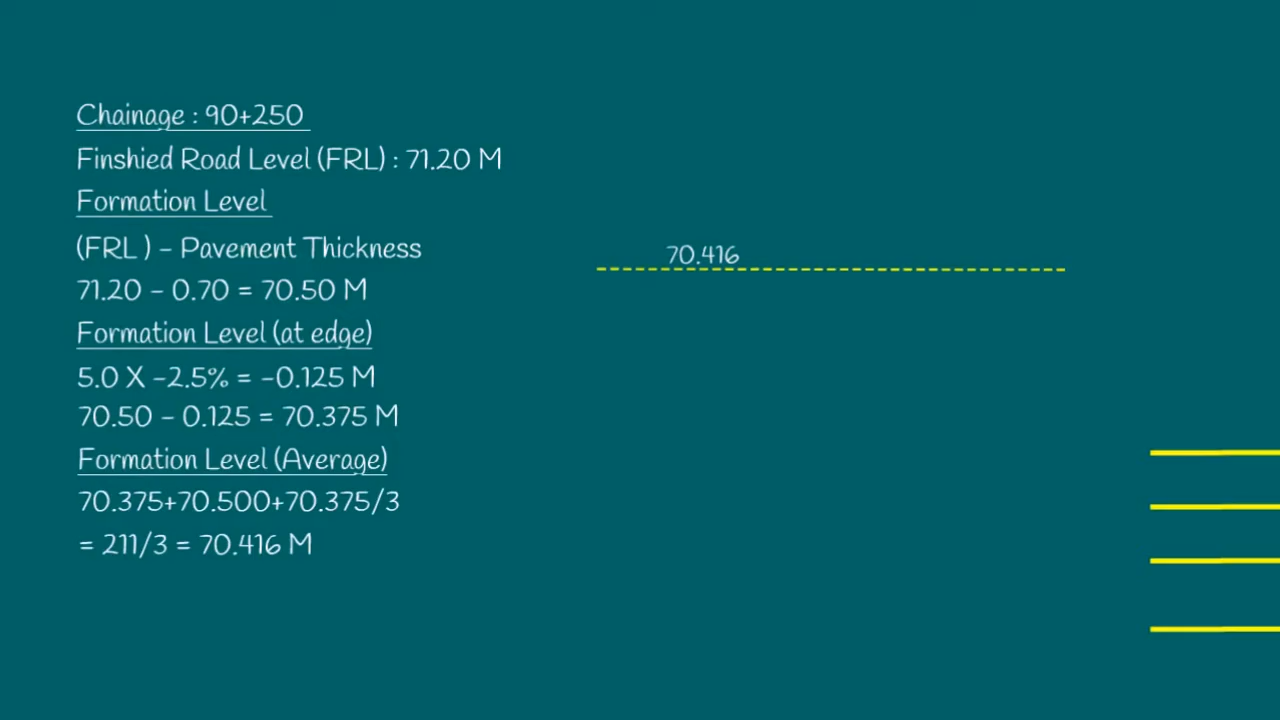 Chainage : 90+250
Finshied Road Level (FRL) : 71.20 M
Formation Level
(FRL ) - Pavement Thickness
71.20 - 0.70 = 70.50 M
Formation Level (at edge)
5.0 X -2.5% = -0.125 M
70.50 - 0.125 = 70.375 M
Formation Level (Average)
70.375+70.500+70.375/3
= 211/3 = 70.416 M
70.416